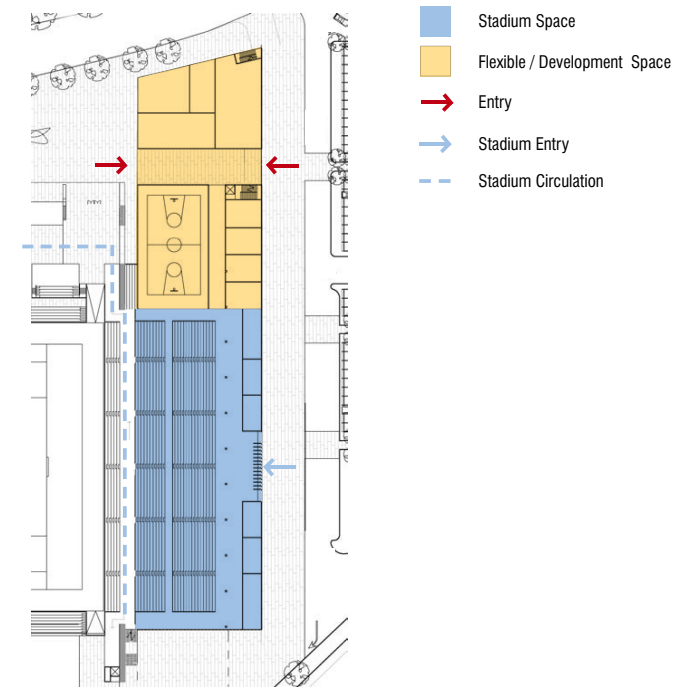 Stadium Space
Flexible / Development Space
Entry
Stadium Entry
Stadium Circulation